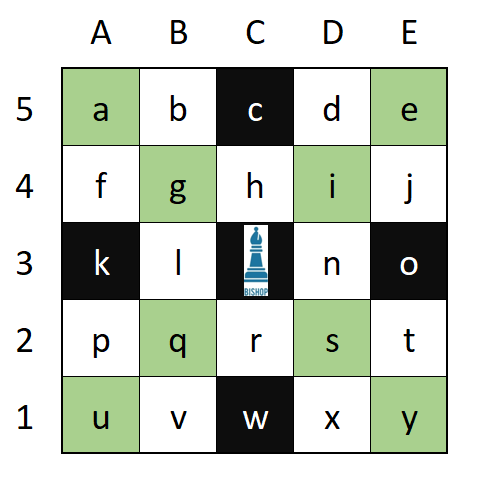 A B C D E
5 a b c d e
4 f g h i j
3 k l BISHOP n o
2 p q r s t
1 u v w x y